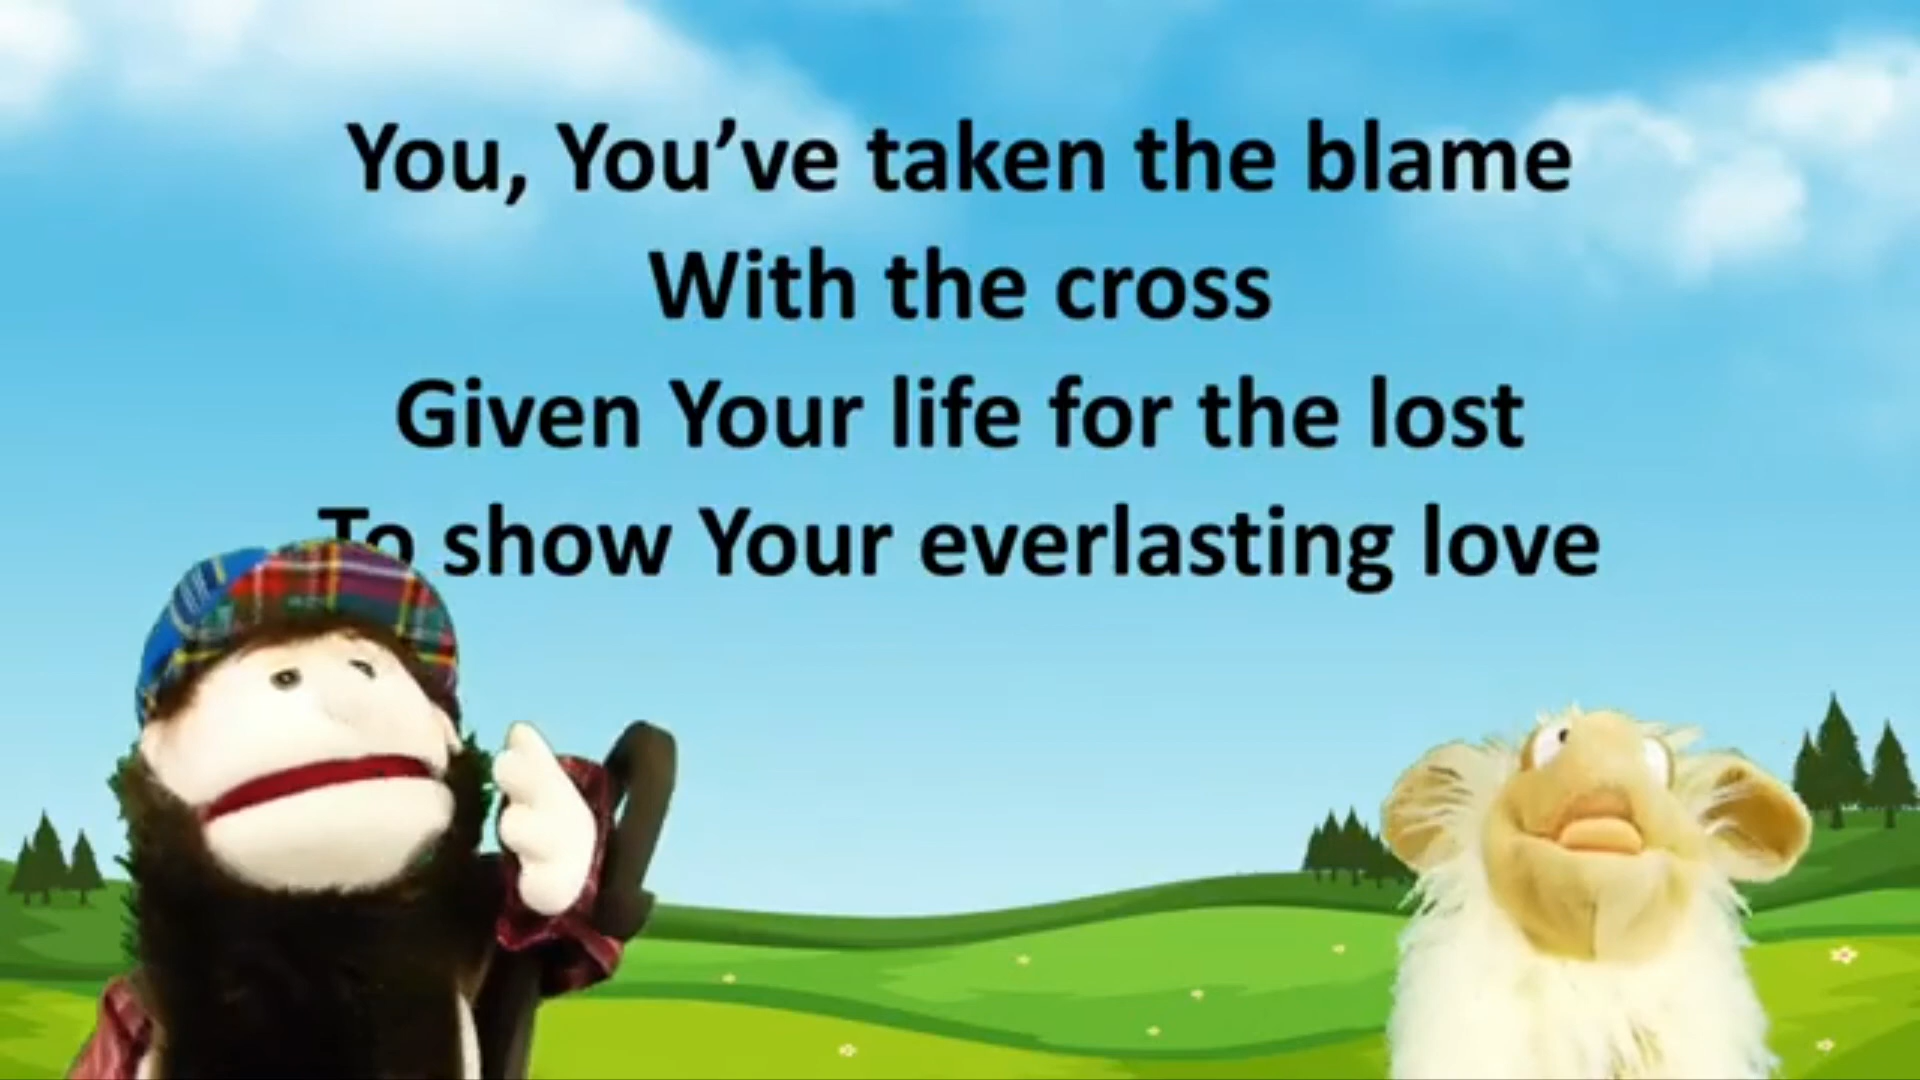 You, You’ve taken the blame
With the cross
Given Your life for the lost
To show Your everlasting love